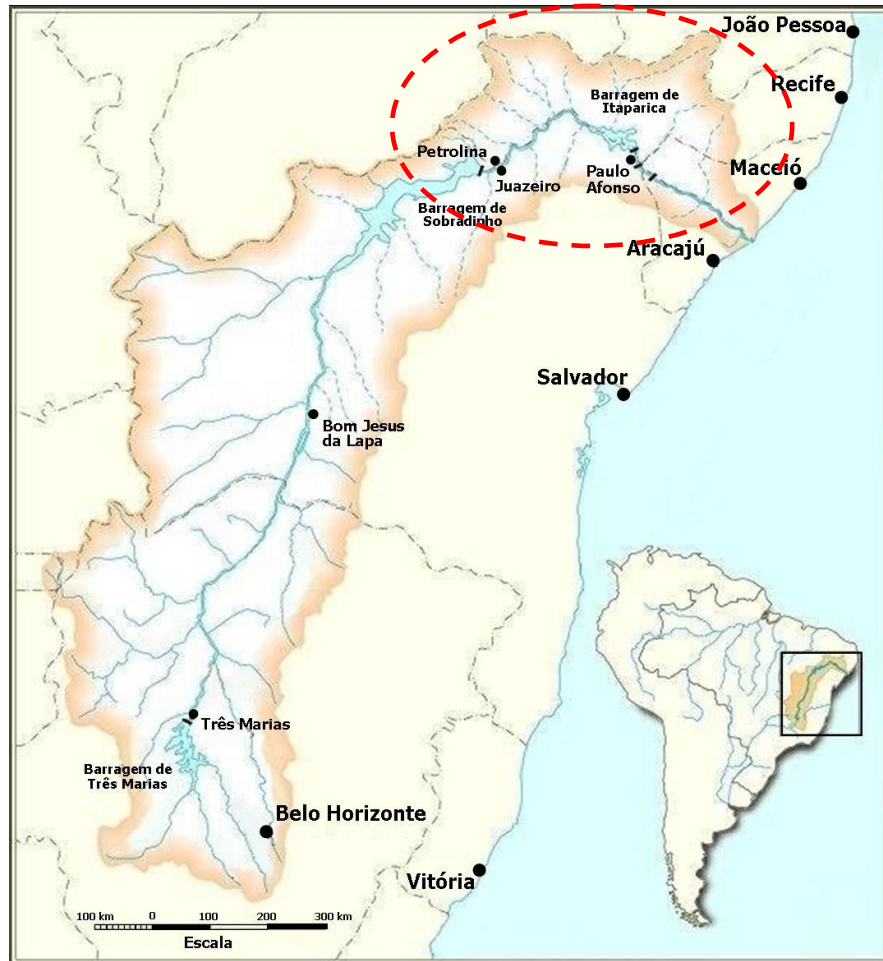 João Pessoa
Recife
Barragem de
Itaparica
Petrolina
Juazeiro
Paulo
Afonso
Maceió
Barragem de
Sobradinho
Aracajú
Salvador
Bom Jesus
da Lapa
Três Marias
Barragem de
Três Marias
Belo Horizonte
Vitória
100 km 0 100 200 300 km
Escala